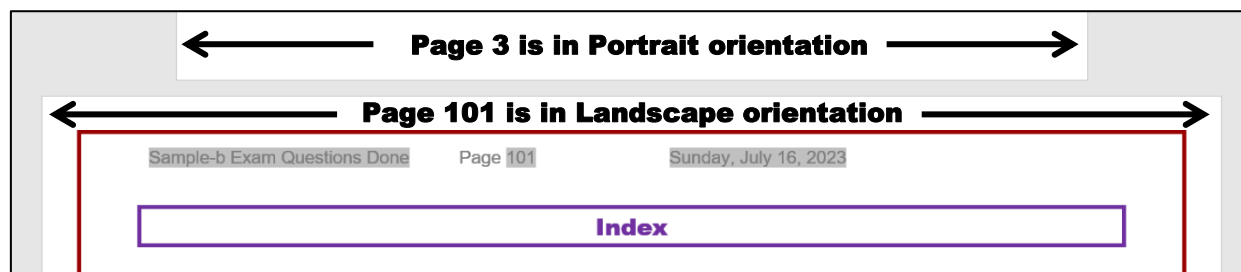 Page 3 is in Portrait orientation
Page 101 is in Landscape orientation
Sample-b Exam Questions Done Page 101 Sunday, July 16, 2023
Index